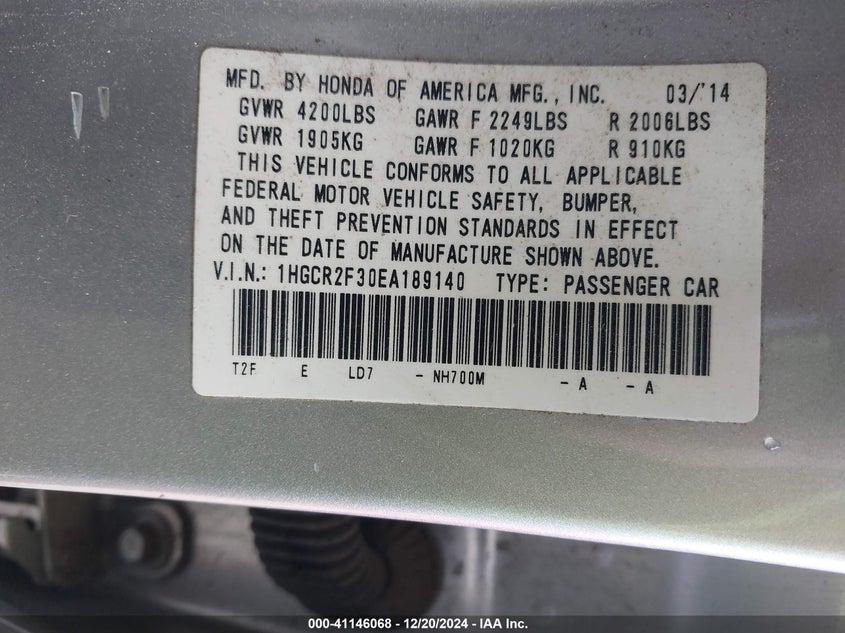 MFD. BY HONDA OF AMERICA MFG., INC. 03/'14
GVWR 4200LBS GAWR F 2249LBS R 2006LBS
GVWR 1905KG GAWR F 1020KG R 910KG
THIS VEHICLE CONFORMS TO ALL APPLICABLE
FEDERAL MOTOR VEHICLE SAFETY, BUMPER,
AND THEFT PREVENTION STANDARDS IN EFFECT
ON THE DATE OF MANUFACTURE SHOWN ABOVE.
V.I.N.: 1HGCR2F30EA189140 TYPE: PASSENGER CAR
T2F E LD7 - NH700M - A - A
000-41146068 - 12/20/2024 - IAA Inc.